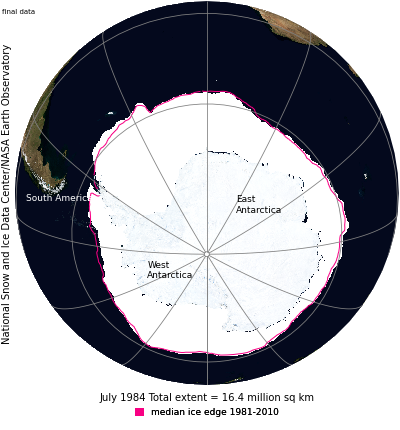 final data
National Snow and Ice Data Center/NASA Earth Observatory
South America
East
Antarctica
West
Antarctica
July 1984 Total extent = 16.4 million sq km
median ice edge 1981-2010